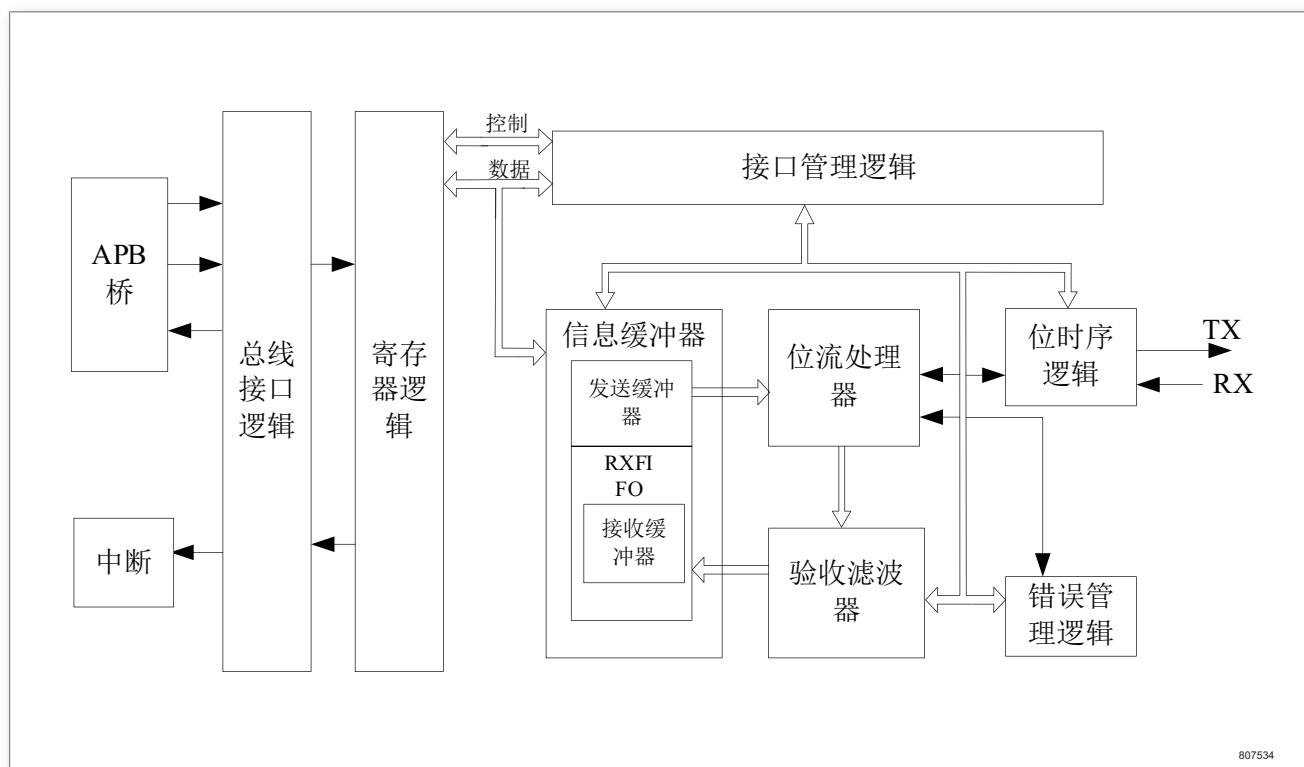 控制
接口管理逻辑
数据
APB
桥
总线
接口
逻辑
寄存
器逻
辑
信息缓冲器
发送缓冲
器
RXFI
FO
接收缓
冲器
位流处理
器
位时序
逻辑
TX
RX
中断
验收滤波
器
错误管
理逻辑
807534